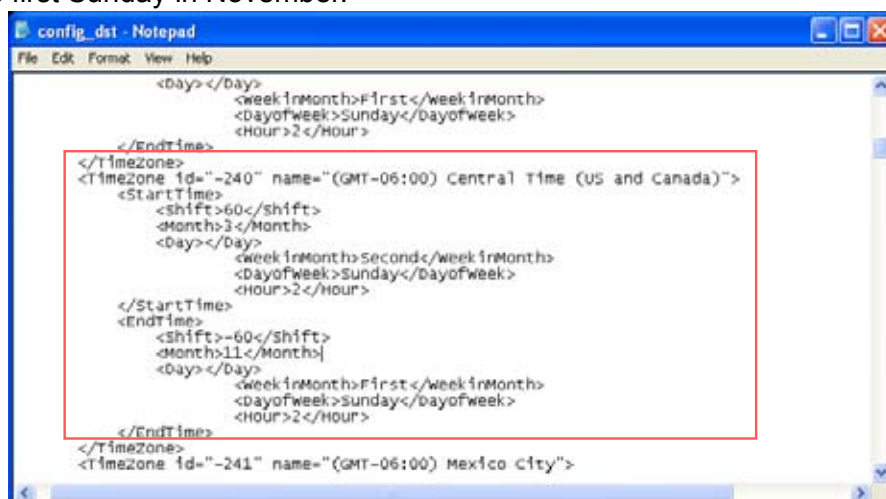 first Sunday in November.
config_dst - Notepad
File Edit Format View Help
<Day></Day>
<WeekInMonth>First</WeekInMonth>
<DayofWeek>Sunday</DayofWeek>
<Hour>2</Hour>
</EndTime>
</TimeZone>
<TimeZone id="-240" name="(GMT-06:00) Central Time (US and Canada)">
<StartTime>
<Shift>60</Shift>
<Month>3</Month>
<Day></Day>
<WeekInMonth>Second</WeekInMonth>
<DayofWeek>Sunday</DayofWeek>
<Hour>2</Hour>
</StartTime>
<EndTime>
<Shift>-60</Shift>
<Month>11</Month>
<Day></Day>
<WeekinMonth>First</WeekinMonth>
<DayofWeek>Sunday</DayofWeek>
<Hour>2</Hour>
</EndTime>
</TimeZone>
<TimeZone id="-241" name="(GMT-06:00) Mexico City">